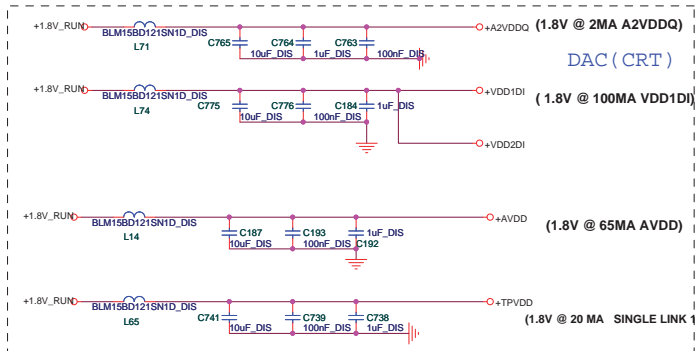 +1.8V_RUN BLM15BD121SN1D_DIS L71 C765 10uF_DIS C764 1uF_DIS C763 100nF_DIS +A2VDDQ (1.8V @ 2MA A2VDDQ)
DAC(CRT)
+1.8V_RUN BLM15BD121SN1D_DIS L74 C775 10uF_DIS C776 100nF_DIS C184 1uF_DIS +VDD1DI ( 1.8V @ 100MA VDD1DI)
+VDD2DI
+1.8V_RUN BLM15BD121SN1D_DIS L14 C187 10uF_DIS C193 100nF_DIS C192 1uF_DIS +AVDD (1.8V @ 65MA AVDD)
+1.8V_RUN BLM15BD121SN1D_DIS L65 C741 10uF_DIS C739 100nF_DIS C738 1uF_DIS +TPVDD (1.8V @ 20 MA SINGLE LINK